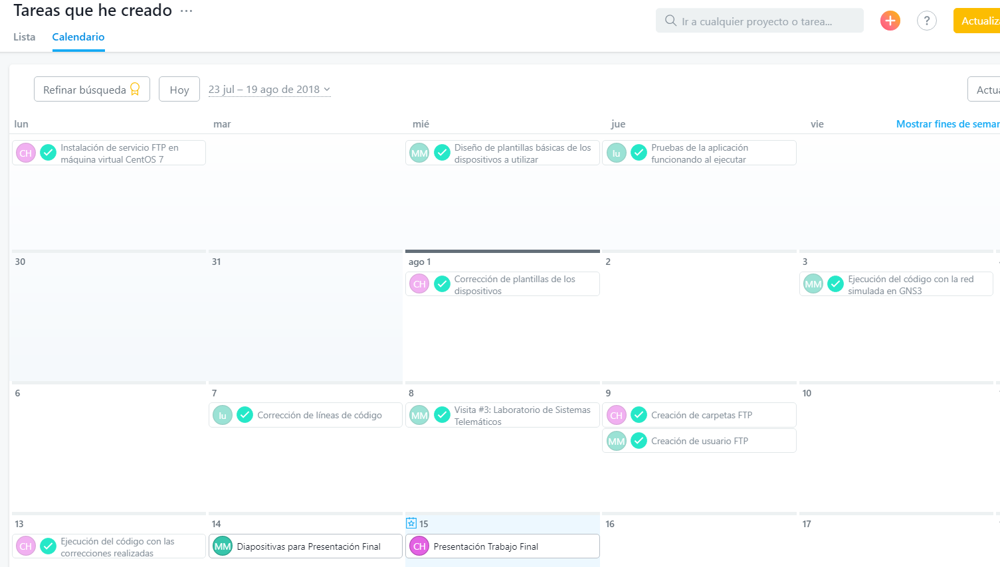 Tareas que he creado ...
Lista Calendario
Ir a cualquier proyecto o tarea...
+
?
Actualiz
Refinar búsqueda
Hoy
23 jul – 19 ago de 2018
Actua
lun mar mié jue vie Mostrar fines de seman
CH Instalación de servicio FTP en
máquina virtual CentOS 7
MM Diseño de plantillas básicas de los
dispositivos a utilizar
lu Pruebas de la aplicación
funcionando al ejecutar
30 31 ago 1 2 3
CH Corrección de plantillas de los
dispositivos
MM Ejecución del código con la red
simulada en GNS3
6 7 8 9 10
lu Corrección de líneas de código
MM Visita #3: Laboratorio de Sistemas
Telemáticos
CH Creación de carpetas FTP
MM Creación de usuario FTP
13 14 15 16 17
CH Ejecución del código con las
correcciones realizadas
MM Diapositivas para Presentación Final
CH Presentación Trabajo Final